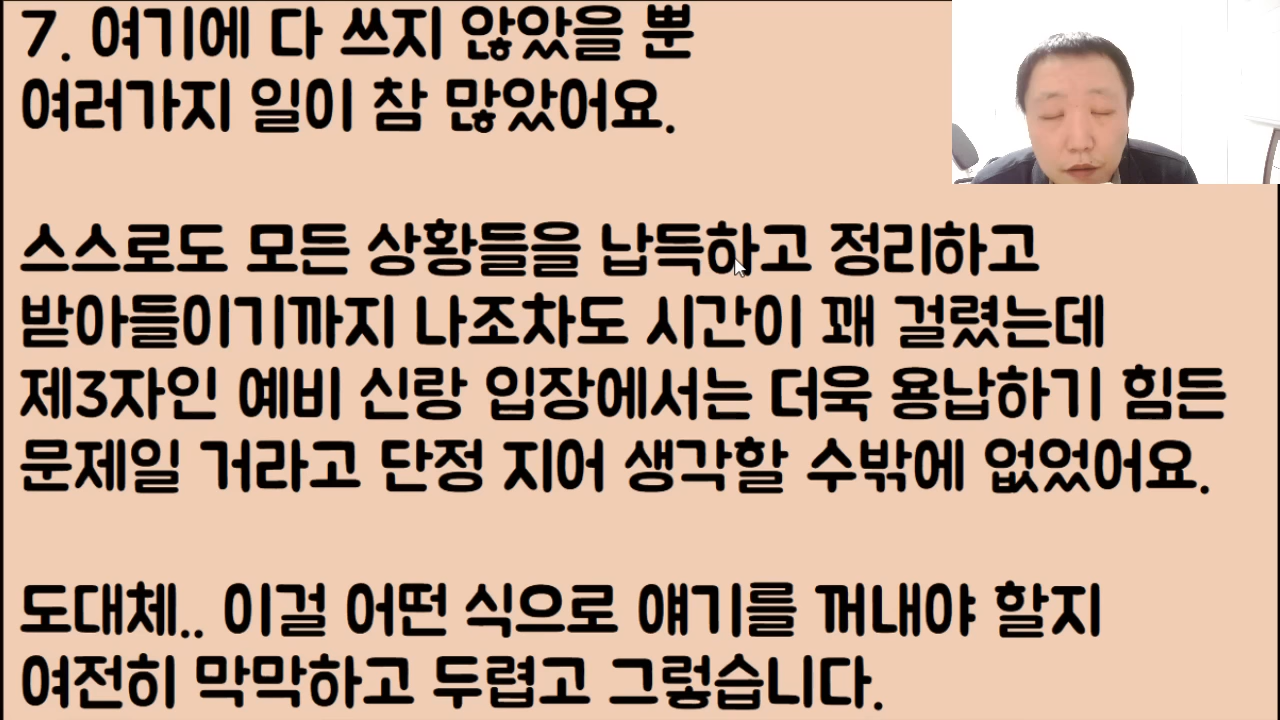 7. 여기에 다 쓰지 않았을 뿐
여러가지 일이 참 많았어요.
스스로도 모든 상황들을 납득하고 정리하고
받아들이기까지 나조차도 시간이 꽤 걸렸는데
제3자인 예비 신랑 입장에서는 더욱 용납하기 힘든
문제일 거라고 단정 지어 생각할 수밖에 없었어요.
도대체.. 이걸 어떤 식으로 얘기를 꺼내야 할지
여전히 막막하고 두렵고 그렇습니다.